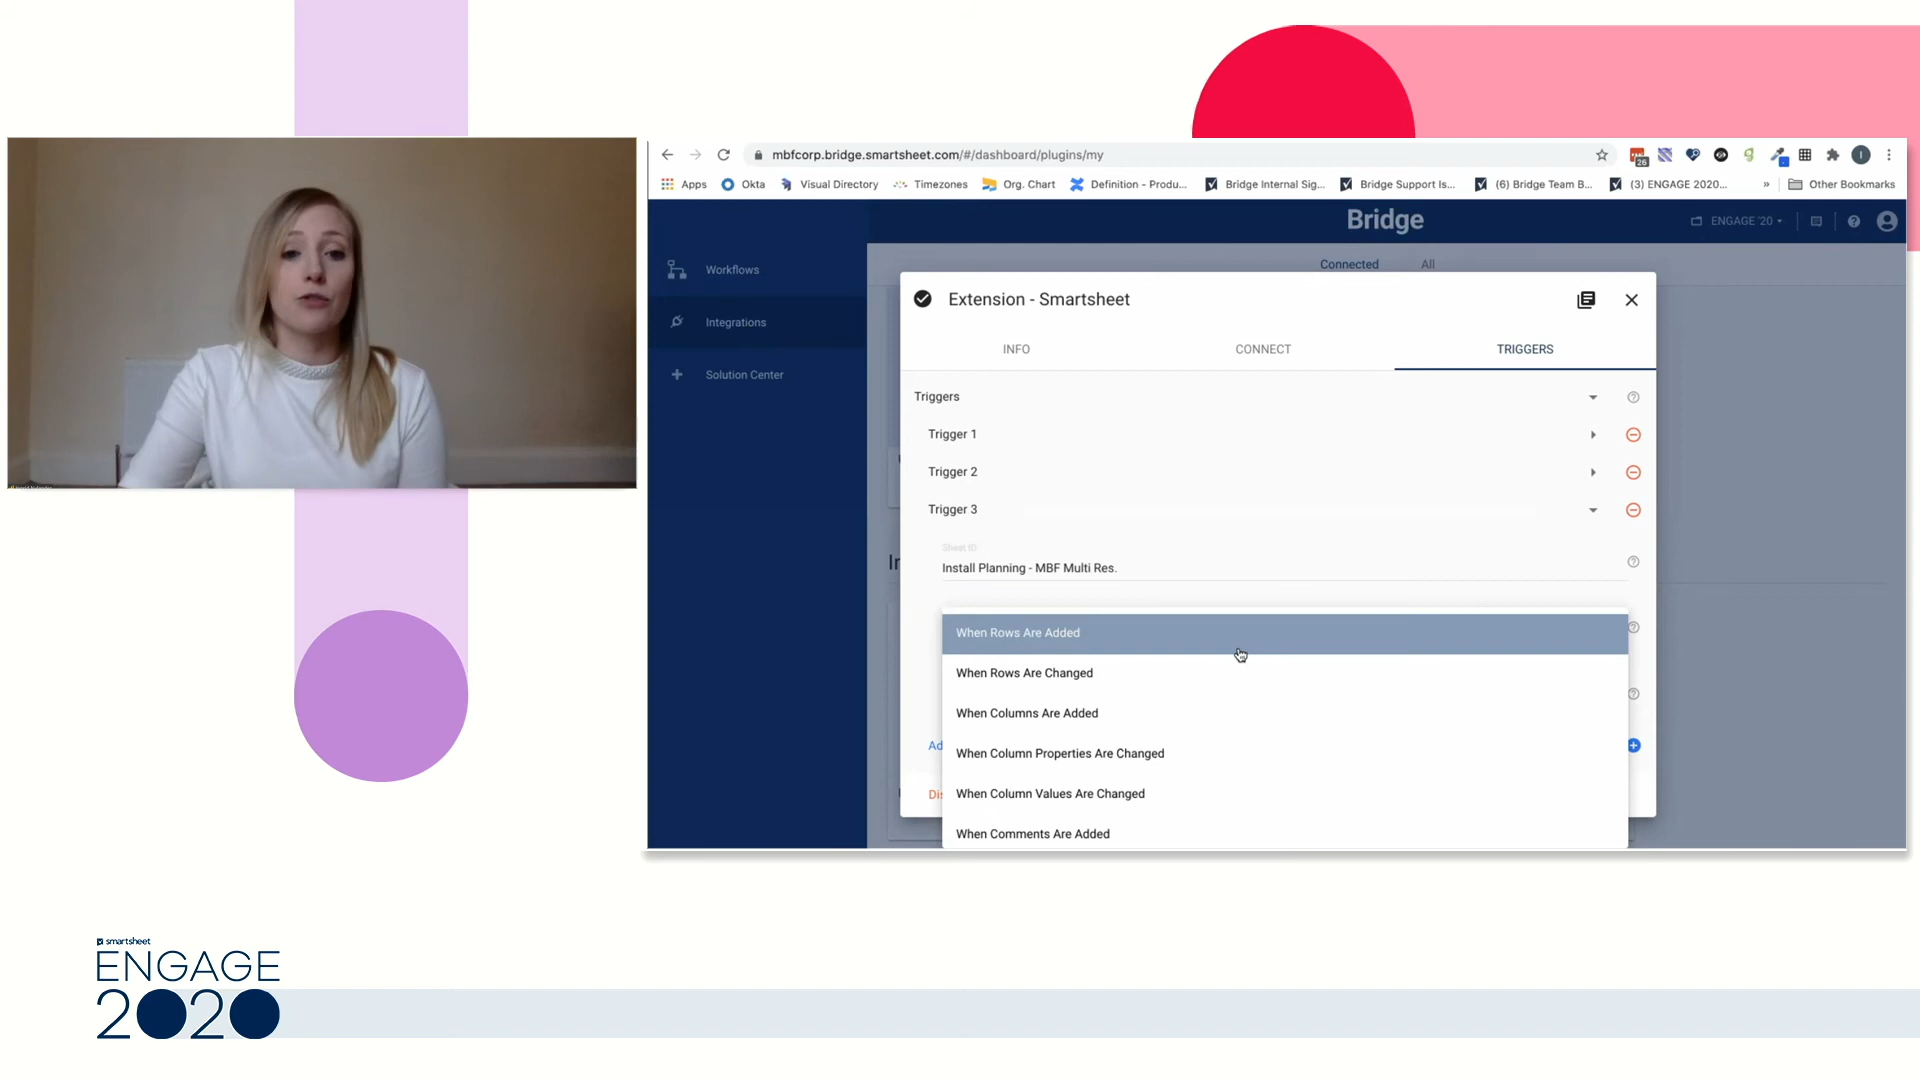 mbfcorp.bridge.smartsheet.com/#/dashboard/plugins/my
26
Apps
Okta
Visual Directory
Timezones
Org. Chart
Definition - Produ...
Bridge Internal Sig...
Bridge Support Is...
(6) Bridge Team B...
(3) ENGAGE 2020...
»
Other Bookmarks
Bridge
ENGAGE '20
Workflows
Integrations
Solution Center
Connected
All
Extension - Smartsheet
INFO
CONNECT
TRIGGERS
Triggers
Trigger 1
Trigger 2
Trigger 3
Sheet ID
Install Planning - MBF Multi Res.
When Rows Are Added
When Rows Are Changed
When Columns Are Added
When Column Properties Are Changed
When Column Values Are Changed
When Comments Are Added
smartsheet
ENGAGE
2020